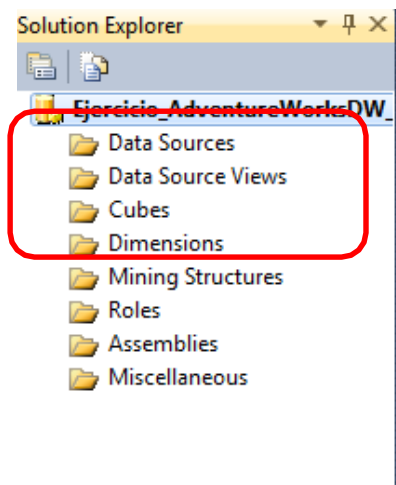 Solution Explorer
Ejercicio_AdventureWorksDW_
Data Sources
Data Source Views
Cubes
Dimensions
Mining Structures
Roles
Assemblies
Miscellaneous